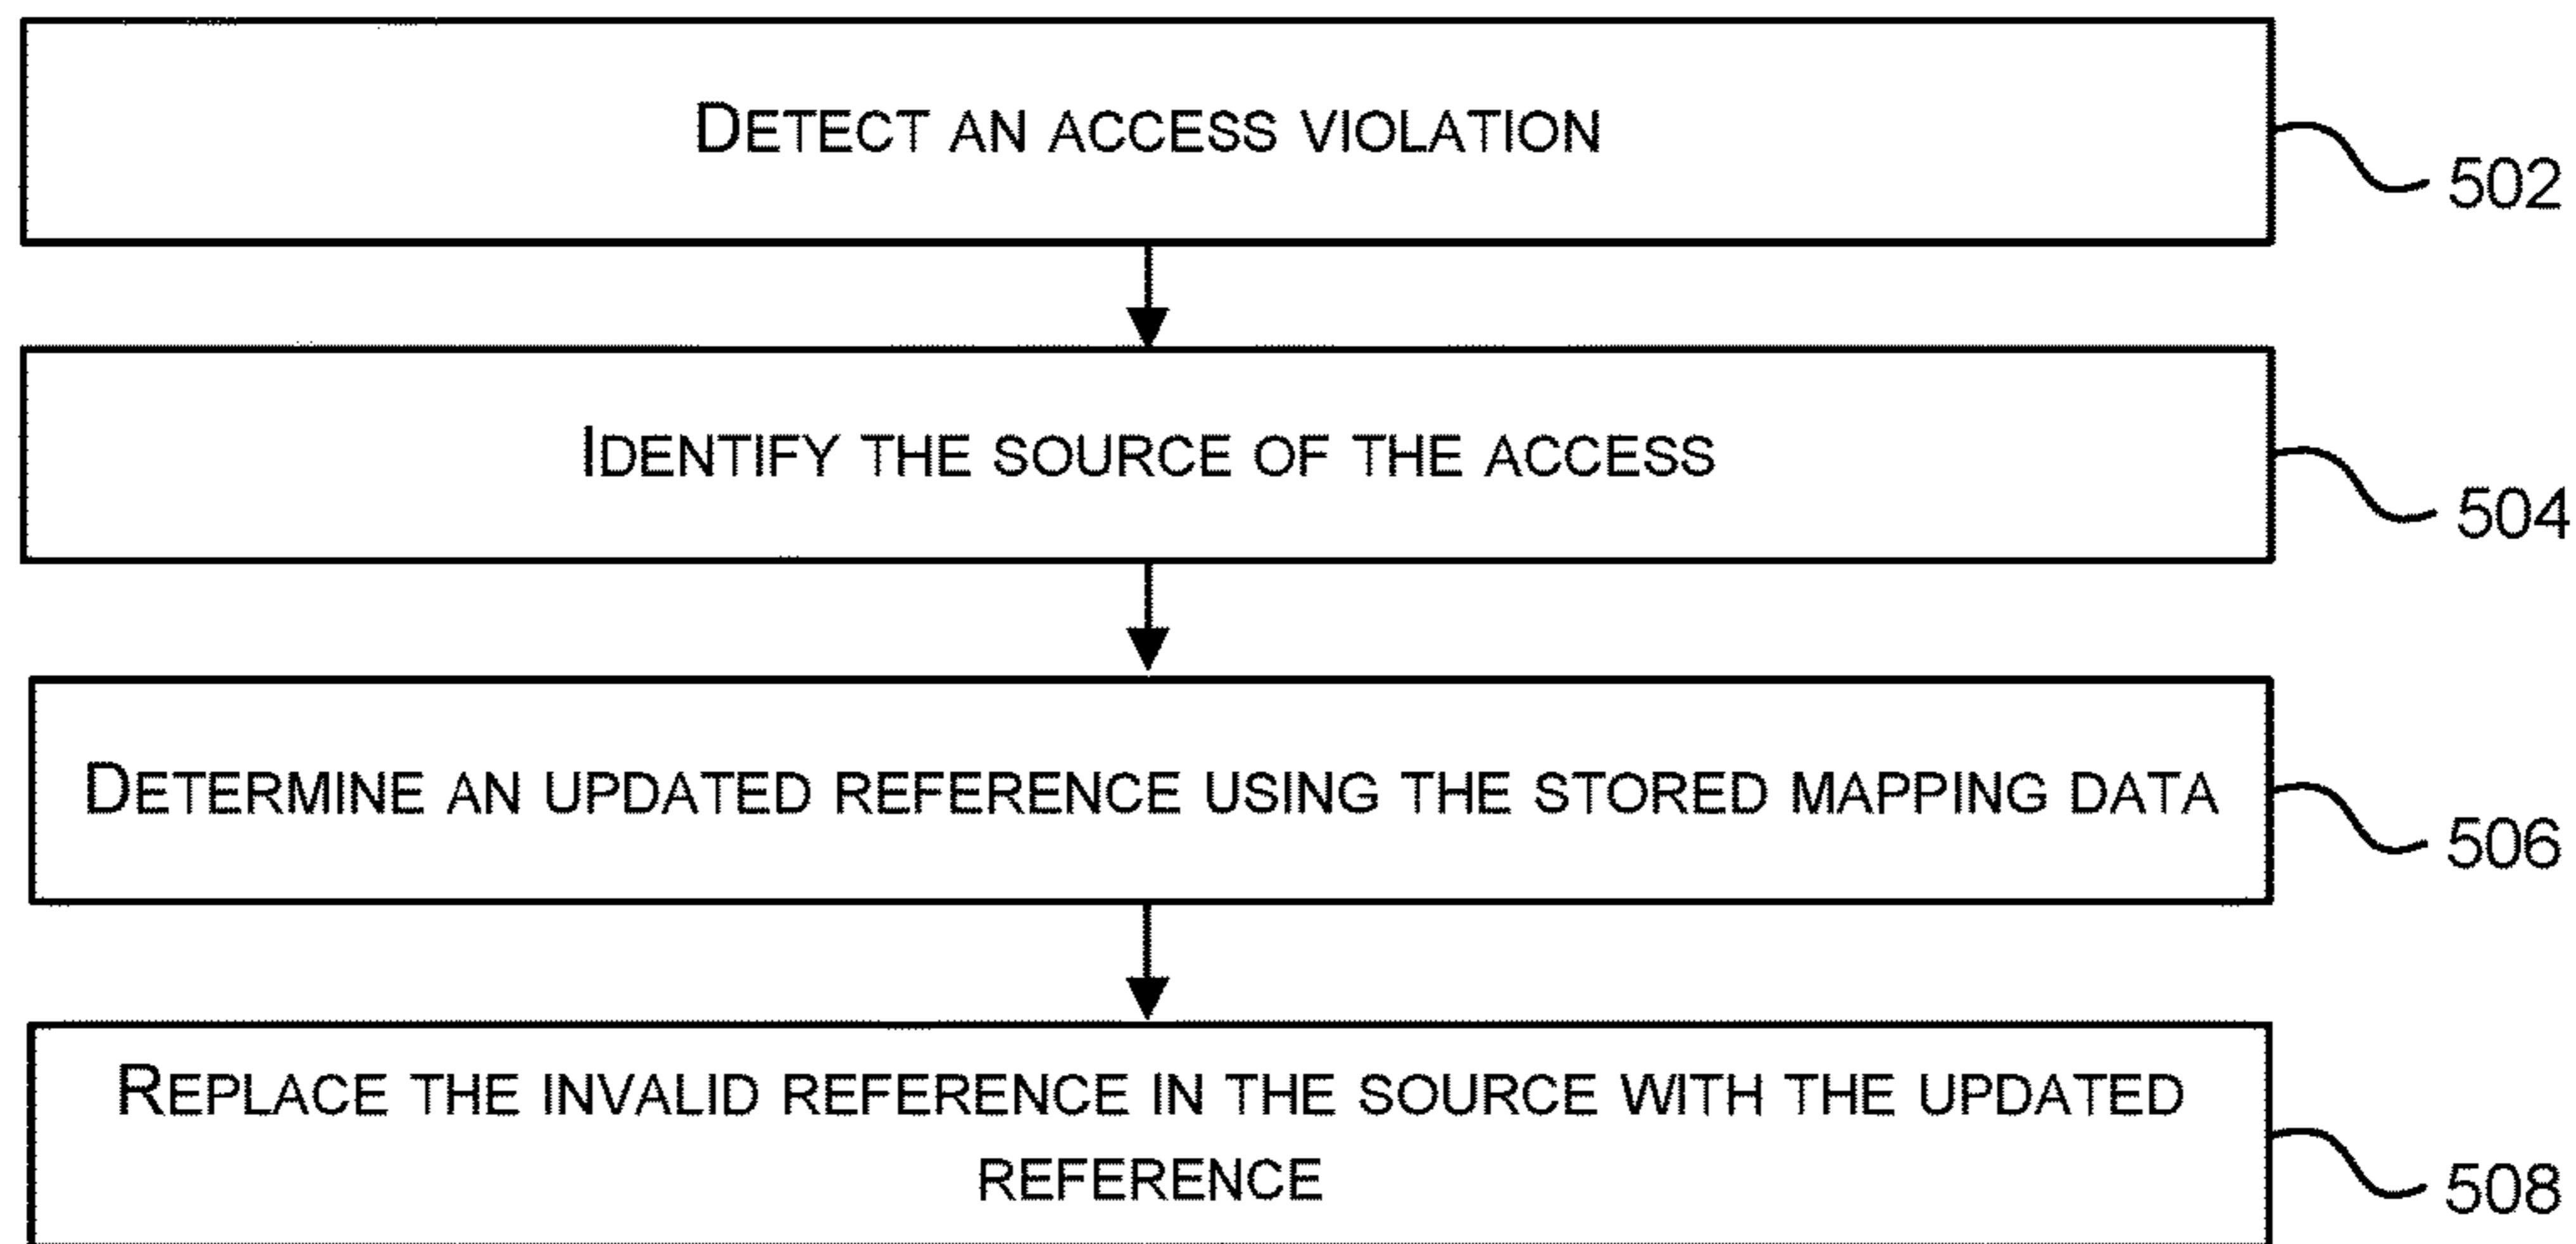 DETECT AN ACCESS VIOLATION
502
IDENTIFY THE SOURCE OF THE ACCESS
504
DETERMINE AN UPDATED REFERENCE USING THE STORED MAPPING DATA
506
REPLACE THE INVALID REFERENCE IN THE SOURCE WITH THE UPDATED
REFERENCE
508